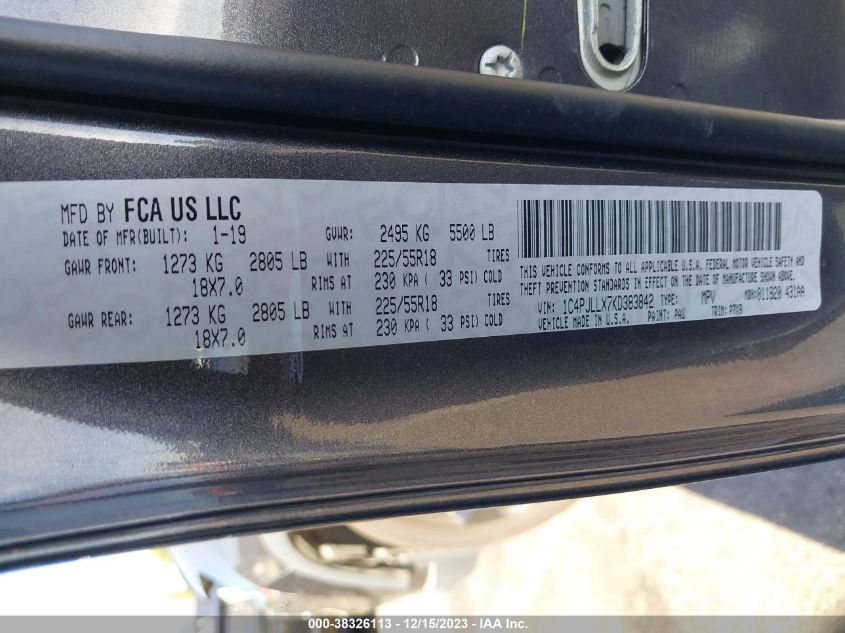 MFD BY FCA US LLC
DATE OF MFR(BUILT): 1-19 GVWR: 2495 KG 5500 LB
GAWR FRONT: 1273 KG 2805 LB WITH 225/55R18 TIRES
18X7.0 RIMS AT 230 KPA ( 33 PSI) COLD
GAWR REAR: 1273 KG 2805 LB WITH 225/55R18 TIRES
18X7.0 RIMS AT 230 KPA ( 33 PSI) COLD
THIS VEHICLE CONFORMS TO ALL APPLICABLE U.S.A. FEDERAL MOTOR VEHICLE SAFETY AND
THEFT PREVENTION STANDARDS IN EFFECT ON THE DATE OF MANUFACTURE SHOWN ABOVE.
VIN: 1C4PJLLX7KD383842 TYPE: MPV MDH:011820 431AA
VEHICLE MADE IN U.S.A. PAINT: PAU TRIM:
000-38326113 - 12/15/2023 - IAA Inc.